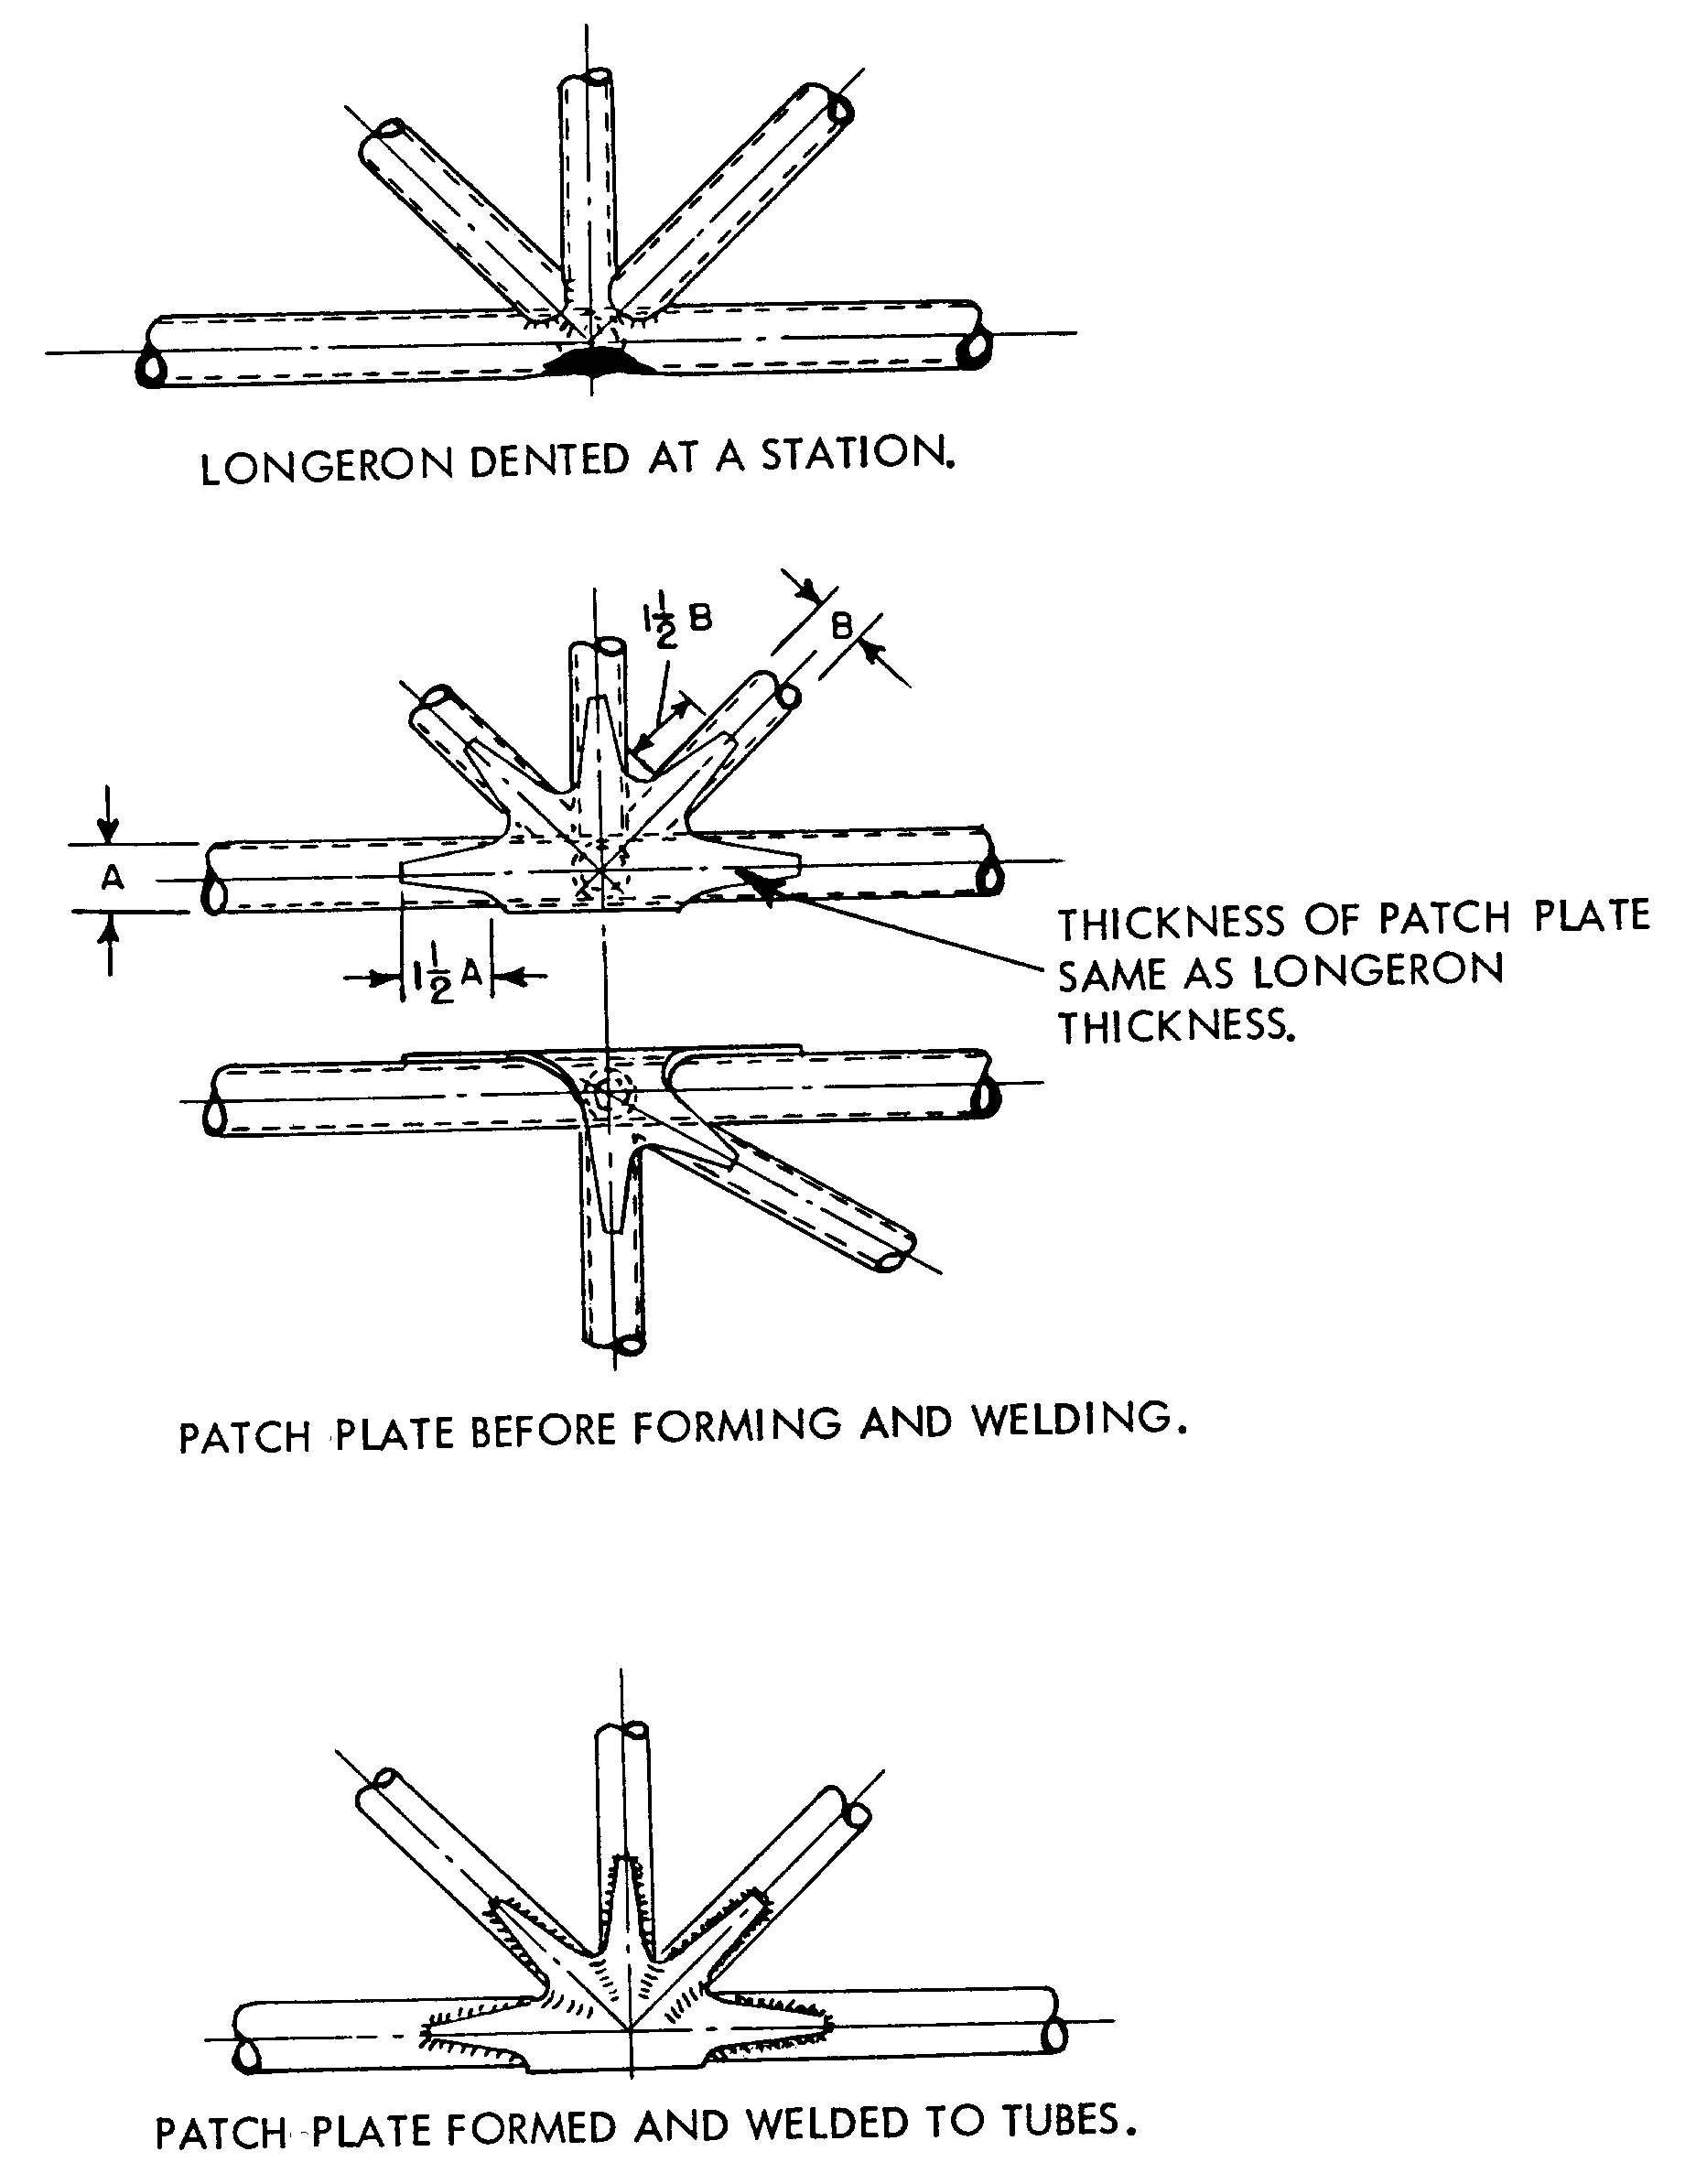 LONGERON DENTED AT A STATION.
1½ B
B
A
1½ A
THICKNESS OF PATCH PLATE
SAME AS LONGERON
THICKNESS.
PATCH PLATE BEFORE FORMING AND WELDING.
PATCH PLATE FORMED AND WELDED TO TUBES.